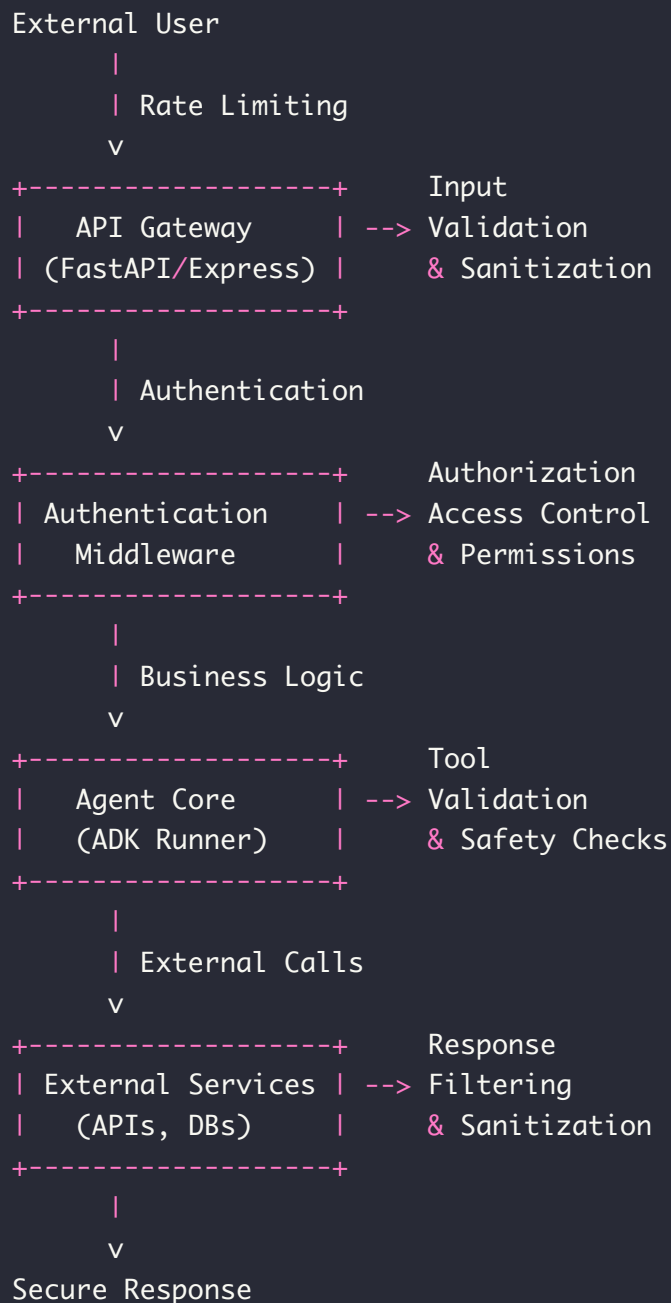 External User
      |
      | Rate Limiting
      v
+-------------------+     Input
|   API Gateway     | --> Validation
| (FastAPI/Express) |     & Sanitization
+-------------------+
      |
      | Authentication
      v
+-------------------+     Authorization
| Authentication    | --> Access Control
|   Middleware      |     & Permissions
+-------------------+
      |
      | Business Logic
      v
+-------------------+     Tool
|   Agent Core      | --> Validation
|   (ADK Runner)    |     & Safety Checks
+-------------------+
      |
      | External Calls
      v
+-------------------+     Response
| External Services | --> Filtering
|   (APIs, DBs)     |     & Sanitization
+-------------------+
      |
      v
Secure Response